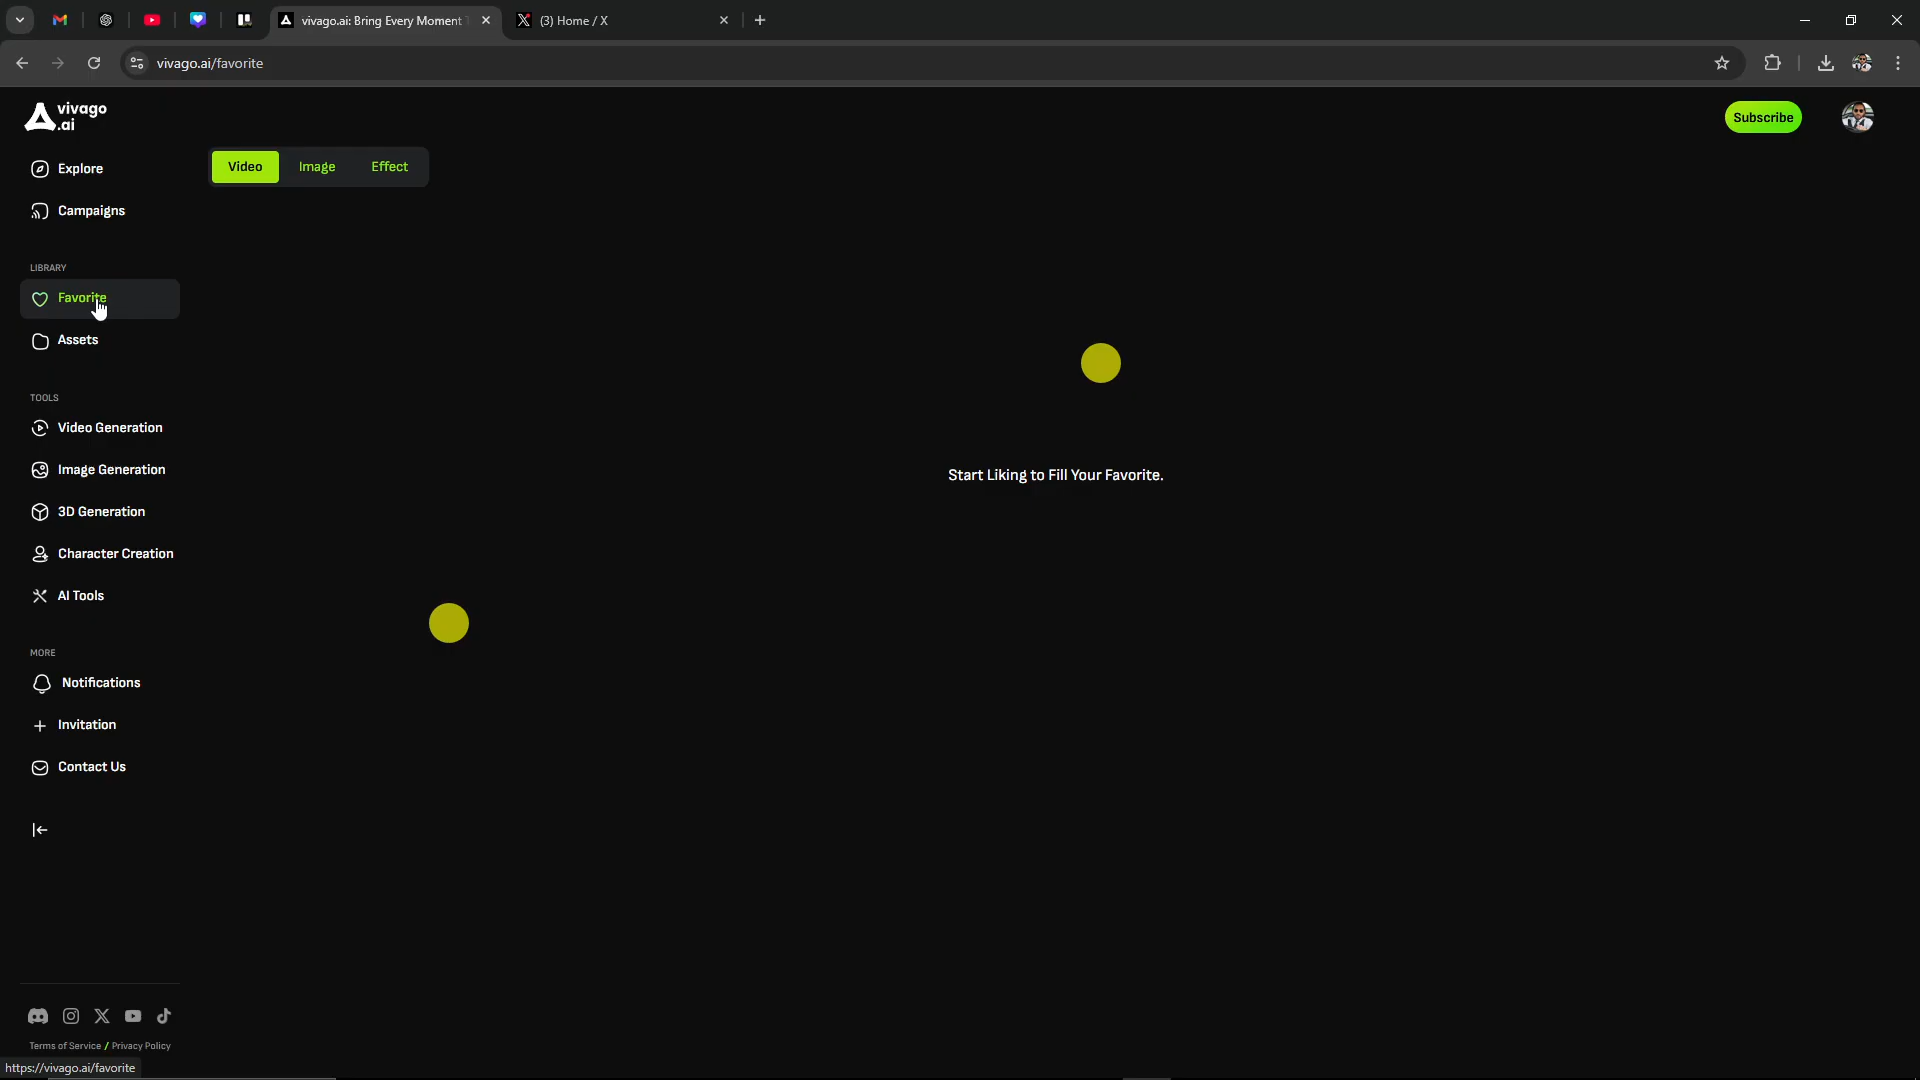 vivago.ai: Bring Every Moment T
(3) Home / X
vivago.ai/favorite
vivago
.ai
Subscribe
Explore
Campaigns
Video
Image
Effect
LIBRARY
Favorite
Assets
TOOLS
Video Generation
Image Generation
3D Generation
Character Creation
AI Tools
Start Liking to Fill Your Favorite.
MORE
Notifications
Invitation
Contact Us
Terms of Service / Privacy Policy
https://vivago.ai/favorite